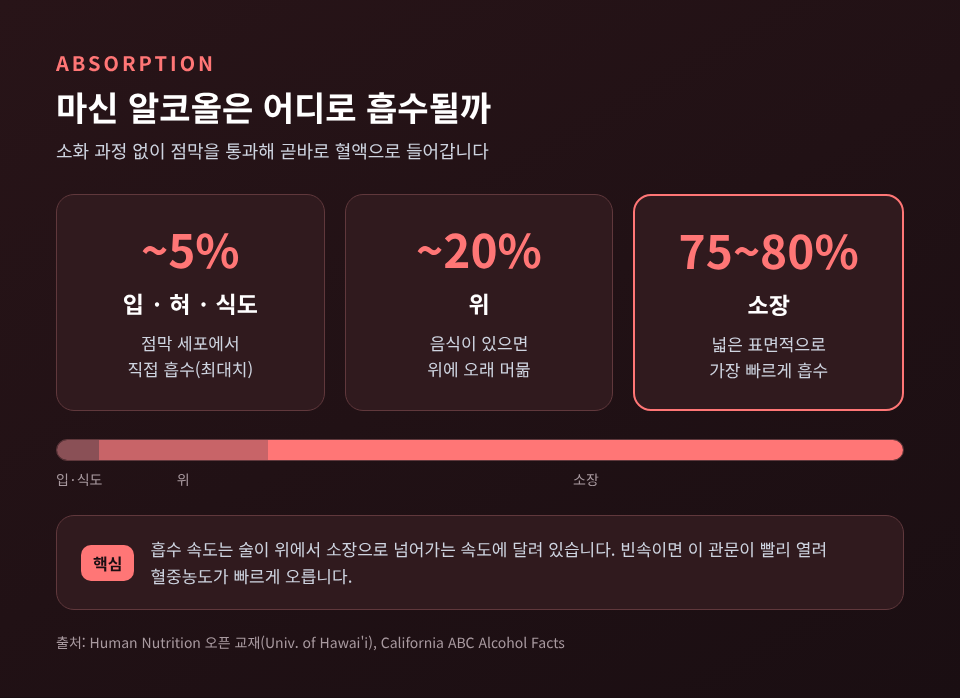 ABSORPTION
마신 알코올은 어디로 흡수될까
소화 과정 없이 점막을 통과해 곧바로 혈액으로 들어갑니다
~5%
입 · 혀 · 식도
점막 세포에서
직접 흡수(최대치)
~20%
위
음식이 있으면
위에 오래 머묾
75~80%
소장
넓은 표면적으로
가장 빠르게 흡수
입·식도
위
소장
핵심
흡수 속도는 술이 위에서 소장으로 넘어가는 속도에 달려 있습니다. 빈속이면 이 관문이 빨리 열려
혈중농도가 빠르게 오릅니다.
출처: Human Nutrition 오픈 교재(Univ. of Hawai'i), California ABC Alcohol Facts